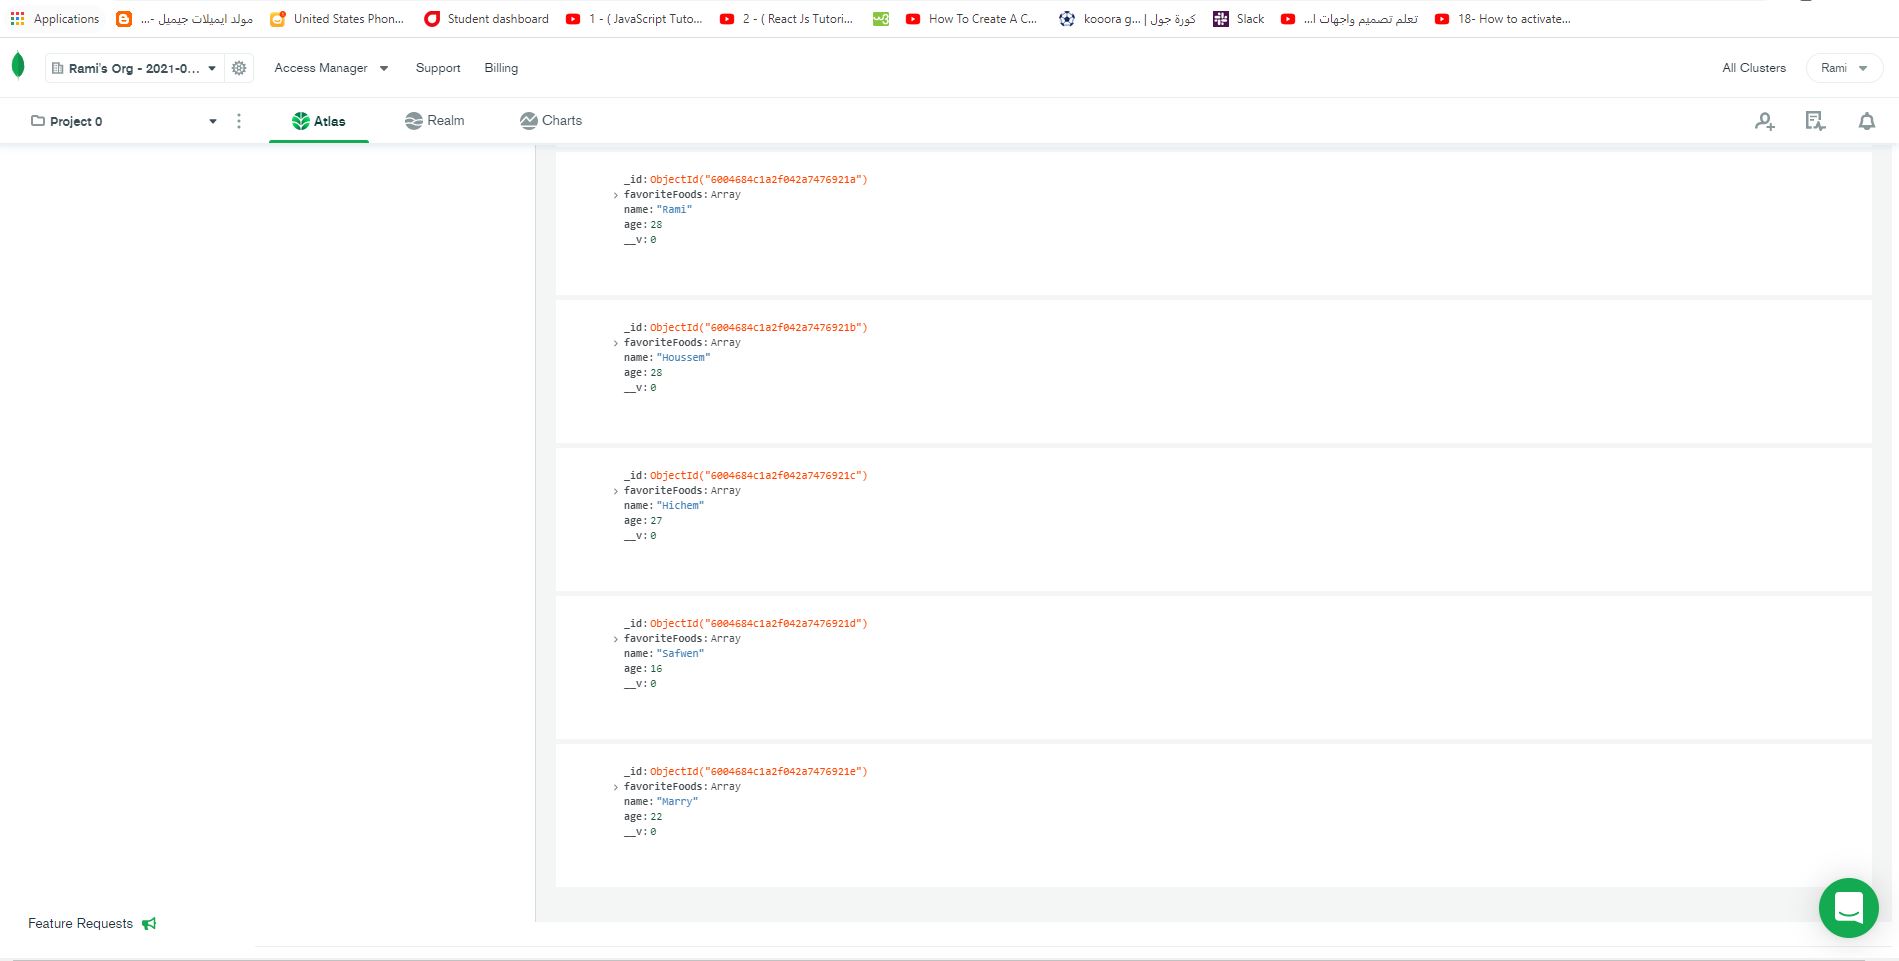 Applications
مولد ايميلات جيميل -...
United States Phon...
Student dashboard
1 - ( JavaScript Tuto...
2 - ( React Js Tutori...
w3
How To Create A C...
kooora g... | كورة جول
Slack
تعلم تصميم واجهات ا...
18- How to activate...
Rami's Org - 2021-0...
Access Manager
Support
Billing
All Clusters
Rami
Project 0
Atlas
Realm
Charts
_id:ObjectId("6004684c1a2f042a7476921a")
favoriteFoods:Array
name:"Rami"
age:28
__v:0
_id:ObjectId("6004684c1a2f042a7476921b")
favoriteFoods:Array
name:"Houssem"
age:28
__v:0
_id:ObjectId("6004684c1a2f042a7476921c")
favoriteFoods:Array
name:"Hichem"
age:27
__v:0
_id:ObjectId("6004684c1a2f042a7476921d")
favoriteFoods:Array
name:"Safwen"
age:16
__v:0
_id:ObjectId("6004684c1a2f042a7476921e")
favoriteFoods:Array
name:"Marry"
age:22
__v:0
Feature Requests